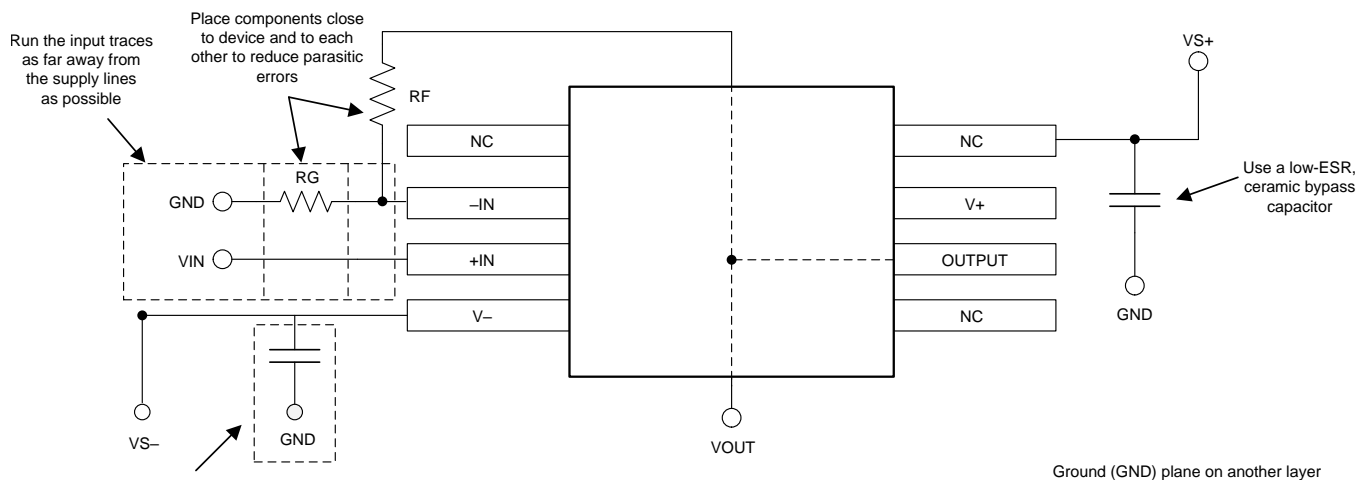 Place components close
to device and to each
other to reduce parasitic
errors
Run the input traces
as far away from
the supply lines
as possible
VS+
RF
NC
NC
Use a low-ESR,
ceramic bypass
capacitor
RG
GND
–IN
V+
VIN
+IN
OUTPUT
V–
NC
GND
VS–
GND
VOUT
Ground (GND) plane on another layer